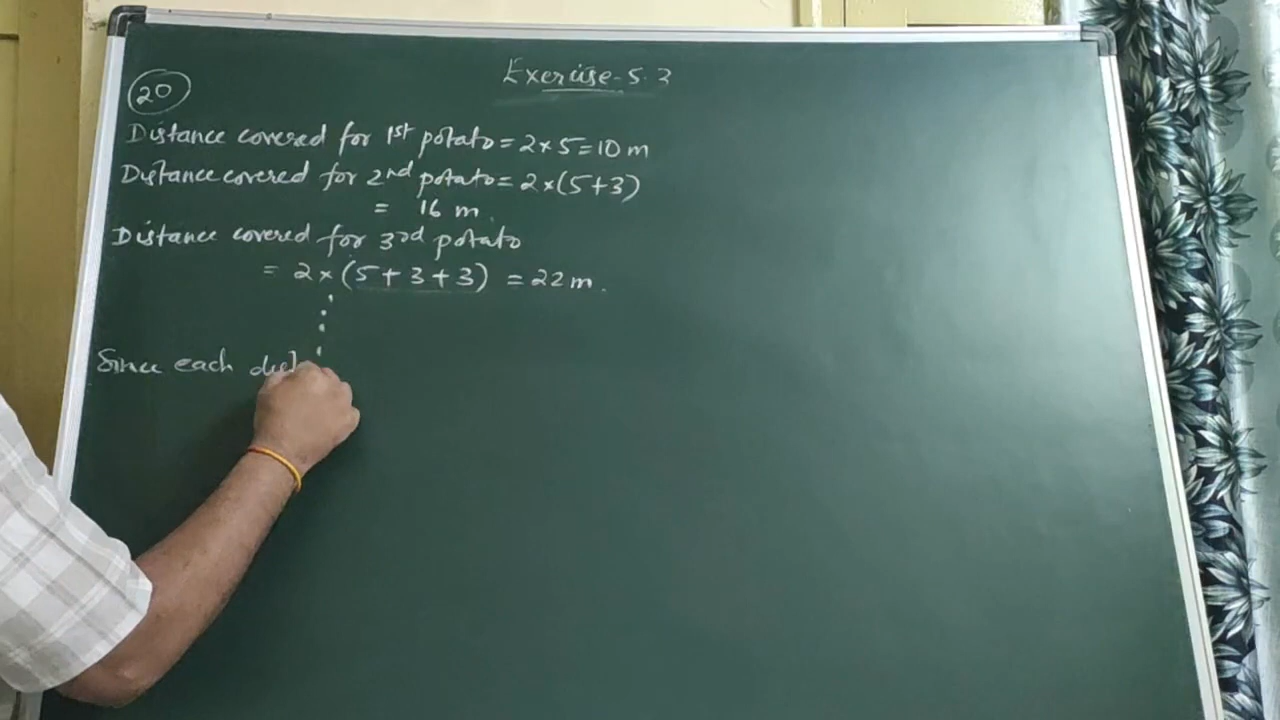 Exercise-5.3
20
Distance covered for 1st potato = 2×5=10 m
Distance covered for 2nd potato = 2×(5+3)
= 16 m.
Distance covered for 3rd potato
= 2×(5+3+3) = 22 m.
Since each